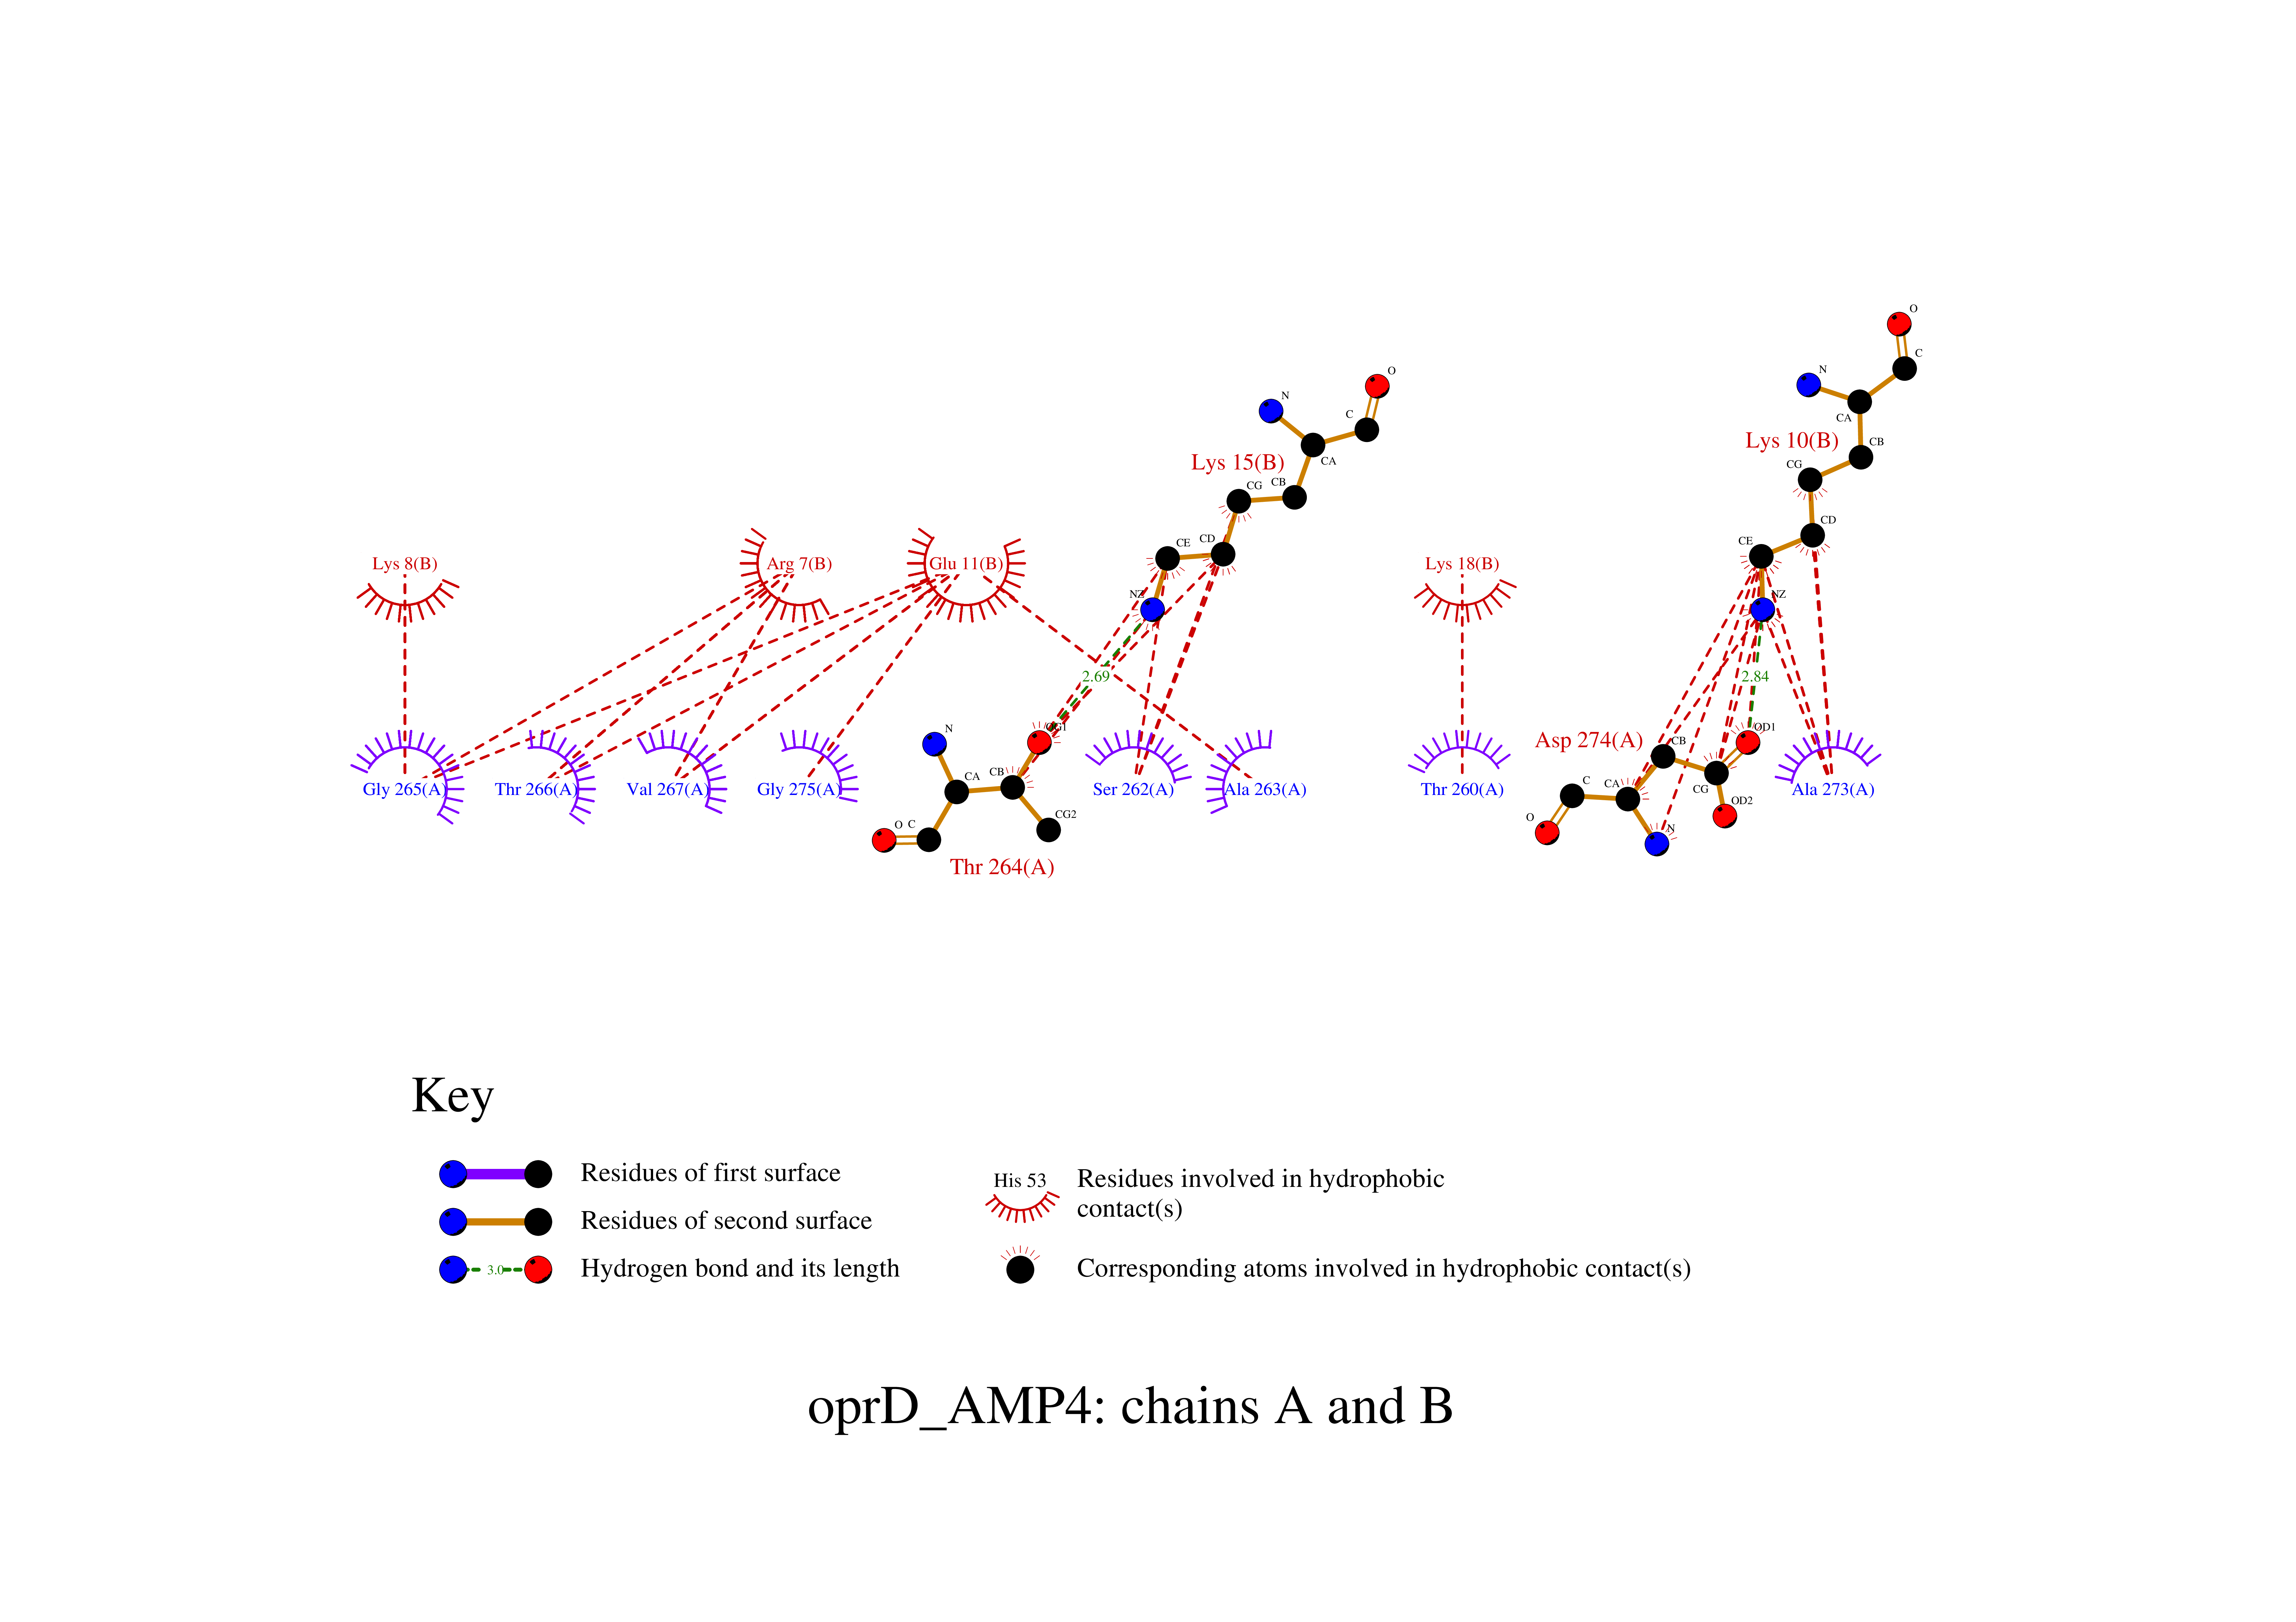 O
N
C
CA
CB
Lys 10(B)
CG
CD
CE
NZ
O
N
C
CA
Lys 15(B)
CG
CB
CE
CD
NZ
Lys 8(B)
Arg 7(B)
Glu 11(B)
Lys 18(B)
2.69
2.84
N
OG1
CA
CB
CG2
O
C
Thr 264(A)
Asp 274(A)
CB
OD1
C
CA
CG
OD2
O
N
Gly 265(A)
Thr 266(A)
Val 267(A)
Gly 275(A)
Ser 262(A)
Ala 263(A)
Thr 260(A)
Ala 273(A)
Key
Residues of first surface
Residues of second surface
3.0
Hydrogen bond and its length
His 53
Residues involved in hydrophobic
contact(s)
Corresponding atoms involved in hydrophobic contact(s)
oprD_AMP4: chains A and B